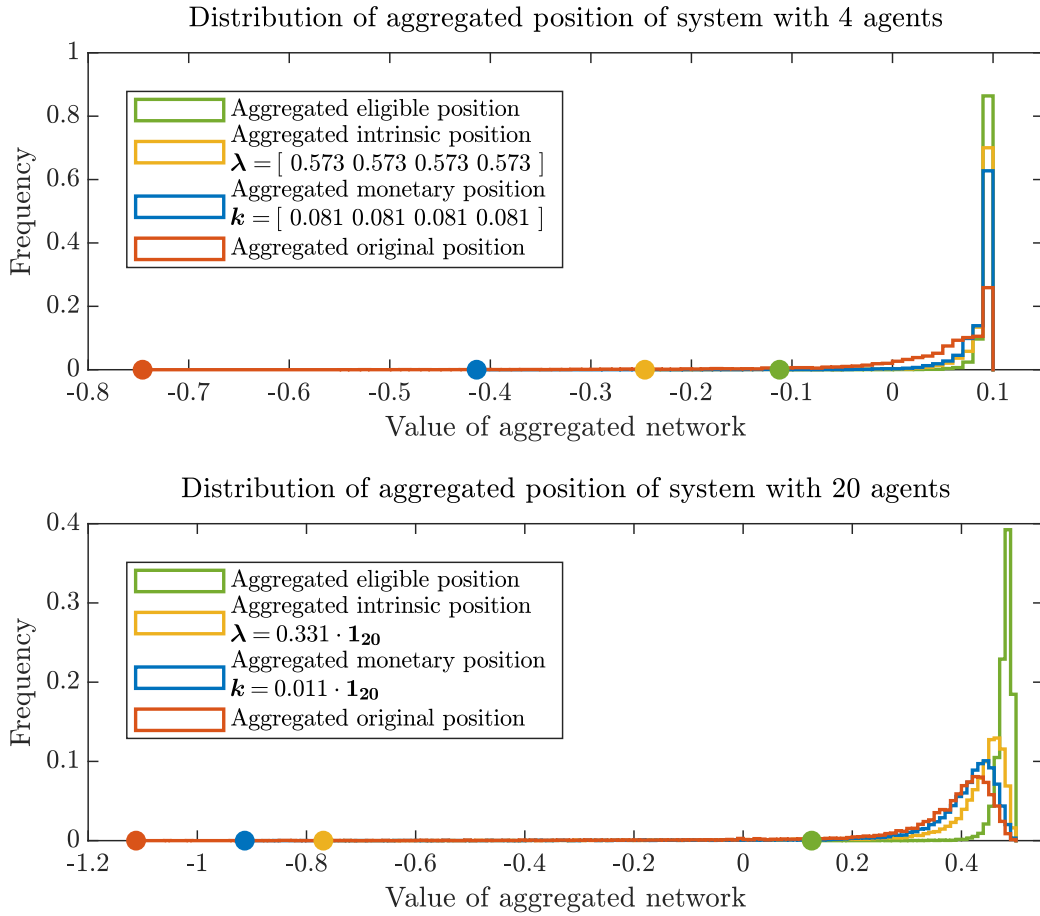 Distribution of aggregated position of system with 4 agents
1
0.8
0.6
0.4
0.2
0
Frequency
Aggregated eligible position
Aggregated intrinsic position
λ = [ 0.573 0.573 0.573 0.573 ]
Aggregated monetary position
k = [ 0.081 0.081 0.081 0.081 ]
Aggregated original position
-0.8 -0.7 -0.6 -0.5 -0.4 -0.3 -0.2 -0.1 0 0.1
Value of aggregated network
Distribution of aggregated position of system with 20 agents
0.4
0.3
0.2
0.1
0
Frequency
Aggregated eligible position
Aggregated intrinsic position
λ = 0.331 · 1₂₀
Aggregated monetary position
k = 0.011 · 1₂₀
Aggregated original position
-1.2 -1 -0.8 -0.6 -0.4 -0.2 0 0.2 0.4
Value of aggregated network